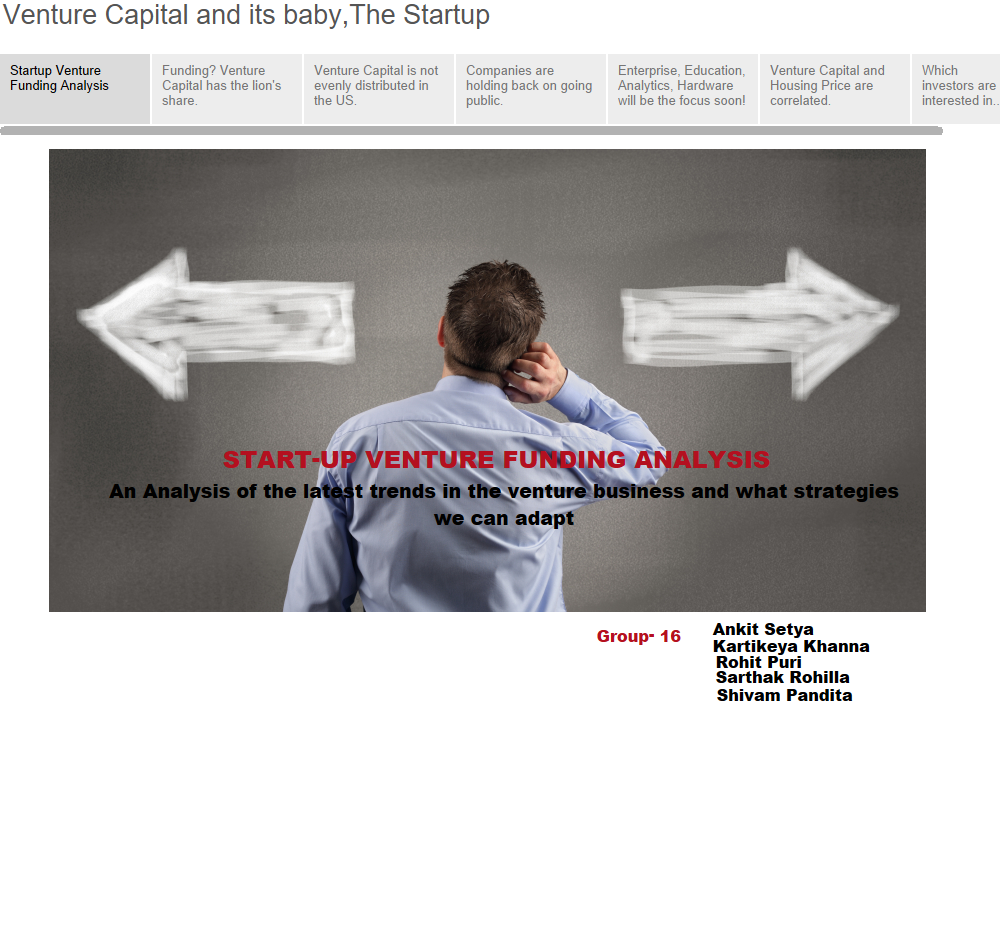 Venture Capital and its baby,The Startup
Startup Venture
Funding Analysis
Funding? Venture
Capital has the lion's
share.
Venture Capital is not
evenly distributed in
the US.
Companies are
holding back on going
public.
Enterprise, Education,
Analytics, Hardware
will be the focus soon!
Venture Capital and
Housing Price are
correlated.
Which
investors are
interested in..
START-UP VENTURE FUNDING ANALYSIS
An Analysis of the latest trends in the venture business and what strategies
we can adapt
Group- 16
Ankit Setya
Kartikeya Khanna
Rohit Puri
Sarthak Rohilla
Shivam Pandita